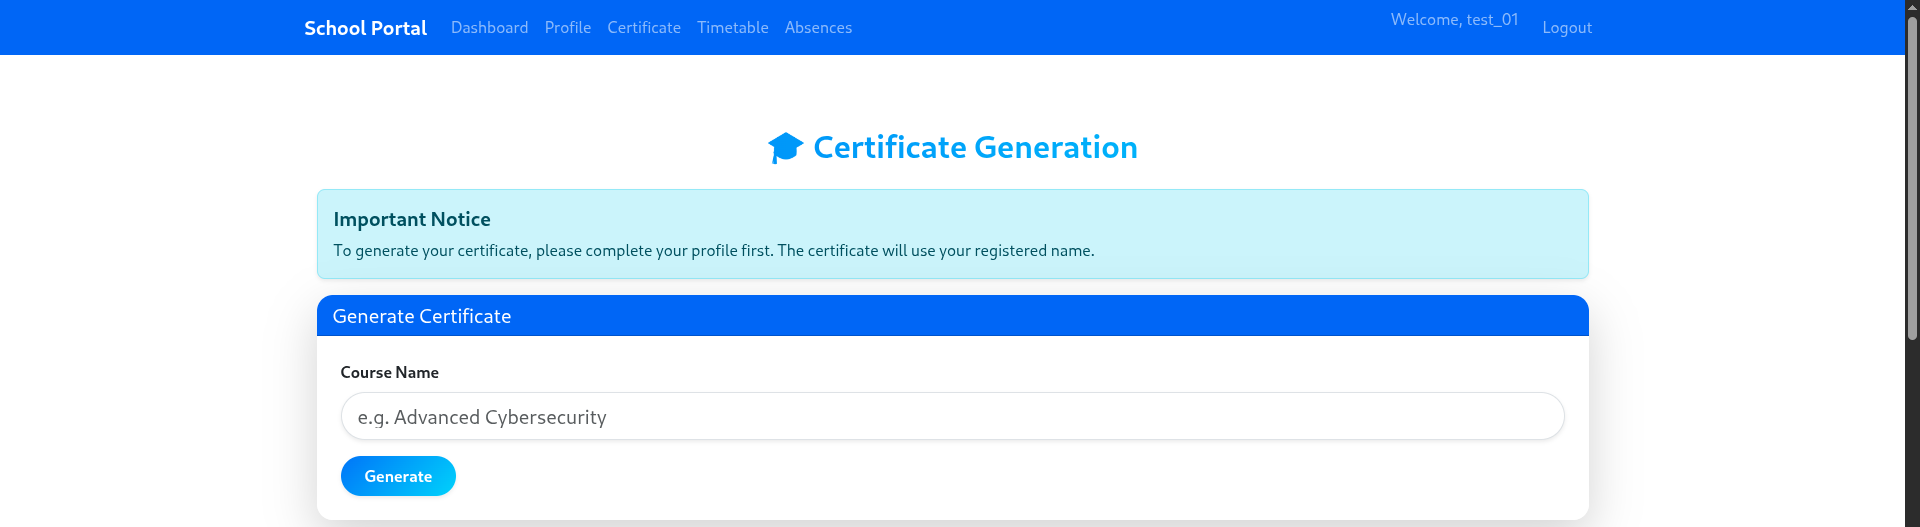 School Portal Dashboard Profile Certificate Timetable Absences Welcome, test_01 Logout
Certificate Generation
Important Notice
To generate your certificate, please complete your profile first. The certificate will use your registered name.
Generate Certificate
Course Name
e.g. Advanced Cybersecurity
Generate